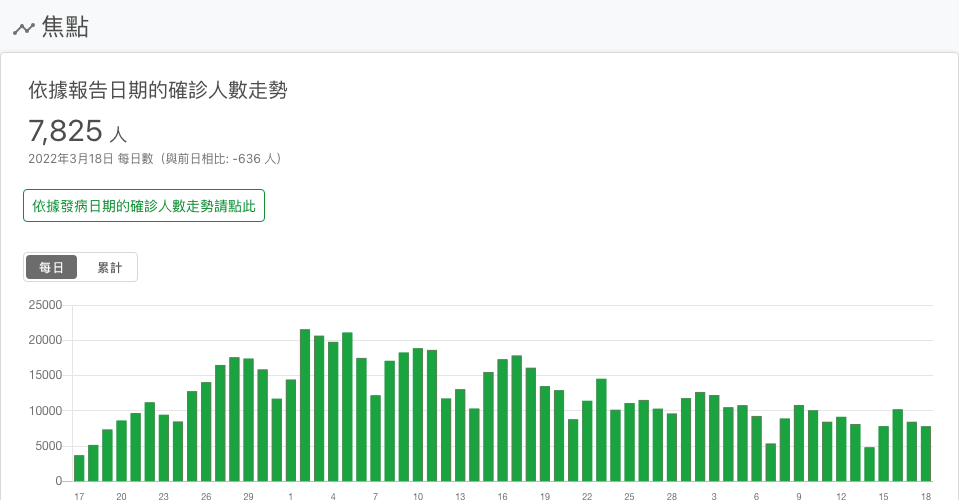 焦點
依據報告日期的確診人數走勢
7,825 人
2022年3月18日 每日數（與前日相比: -636 人）
依據發病日期的確診人數走勢請點此
每日 累計
25000
20000
15000
10000
5000
0
17 20 23 26 29 1 4 7 10 13 16 19 22 25 28 3 6 9 12 15 18